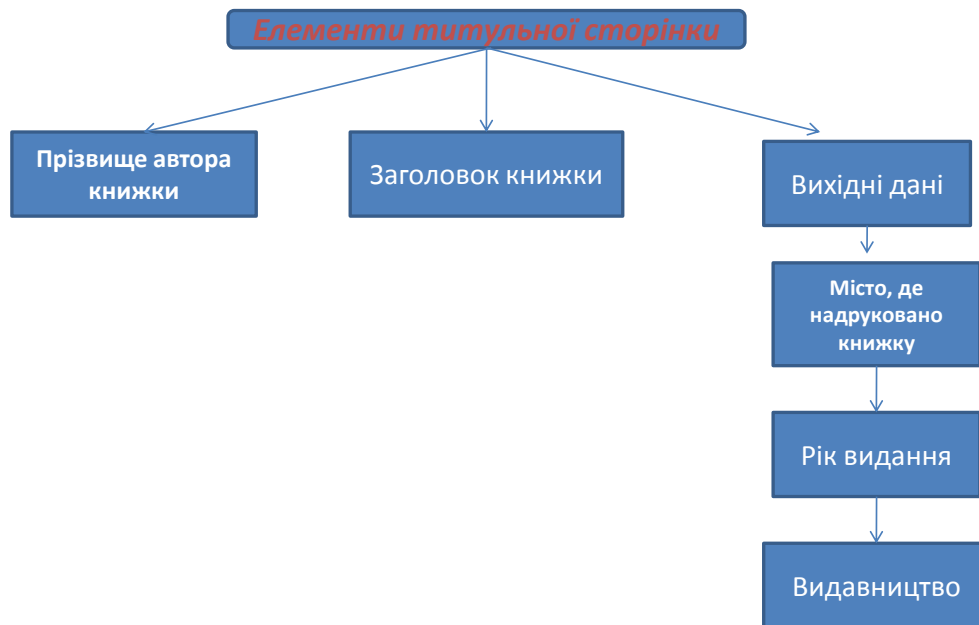 Елементи титульної сторінки
Прізвище автора
книжки
Заголовок книжки
Вихідні дані
Місто, де
надруковано
книжку
Рік видання
Видавництво